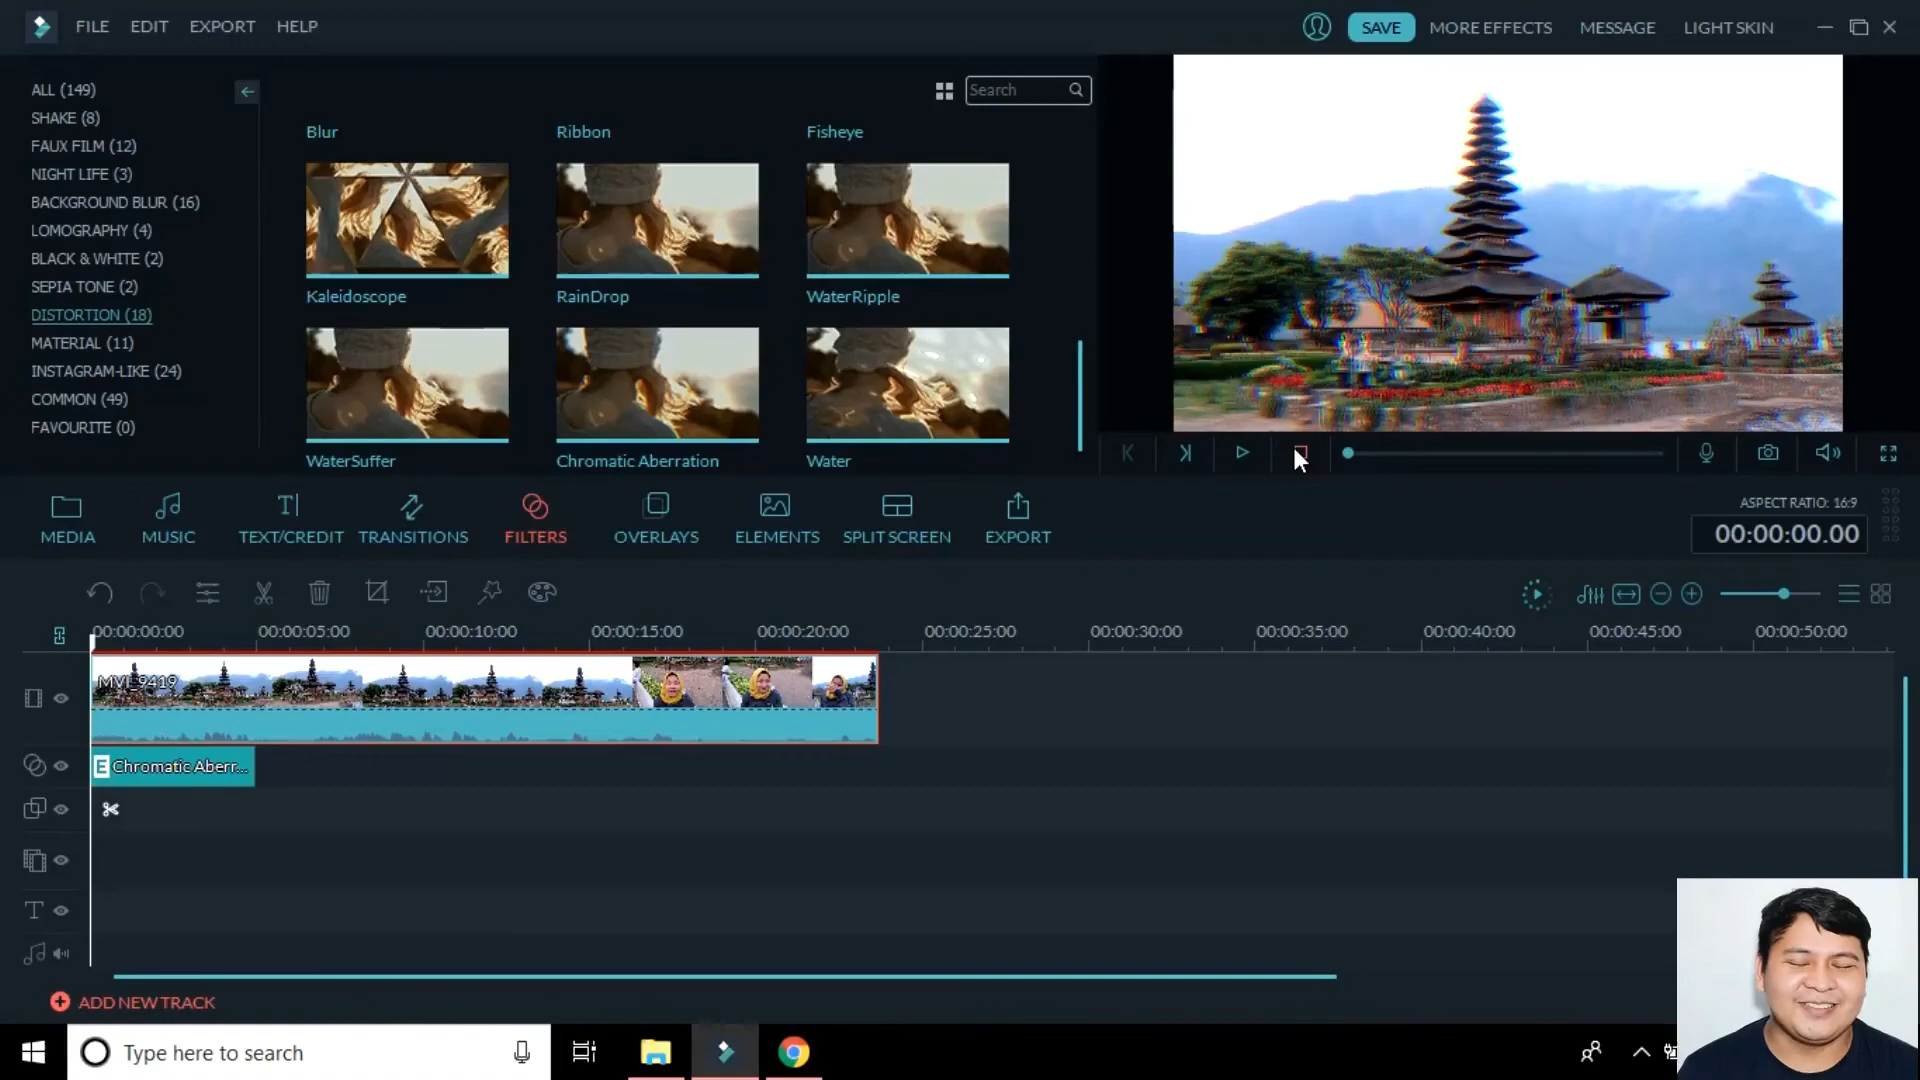 FILE EDIT EXPORT HELP
SAVE MORE EFFECTS MESSAGE LIGHT SKIN
ALL (149)
SHAKE (8)
FAUX FILM (12)
NIGHT LIFE (3)
BACKGROUND BLUR (16)
LOMOGRAPHY (4)
BLACK & WHITE (2)
SEPIA TONE (2)
DISTORTION (18)
MATERIAL (11)
INSTAGRAM-LIKE (24)
COMMON (49)
FAVOURITE (0)
Search
Blur Ribbon Fisheye
Kaleidoscope RainDrop WaterRipple
WaterSuffer Chromatic Aberration Water
MEDIA MUSIC TEXT/CREDIT TRANSITIONS FILTERS OVERLAYS ELEMENTS SPLIT SCREEN EXPORT
ASPECT RATIO: 16:9
00:00:00.00
00:00:00:00 00:00:05:00 00:00:10:00 00:00:15:00 00:00:20:00 00:00:25:00 00:00:30:00 00:00:35:00 00:00:40:00 00:00:45:00 00:00:50:00
MVI_9419
E Chromatic Aberr...
ADD NEW TRACK
Type here to search